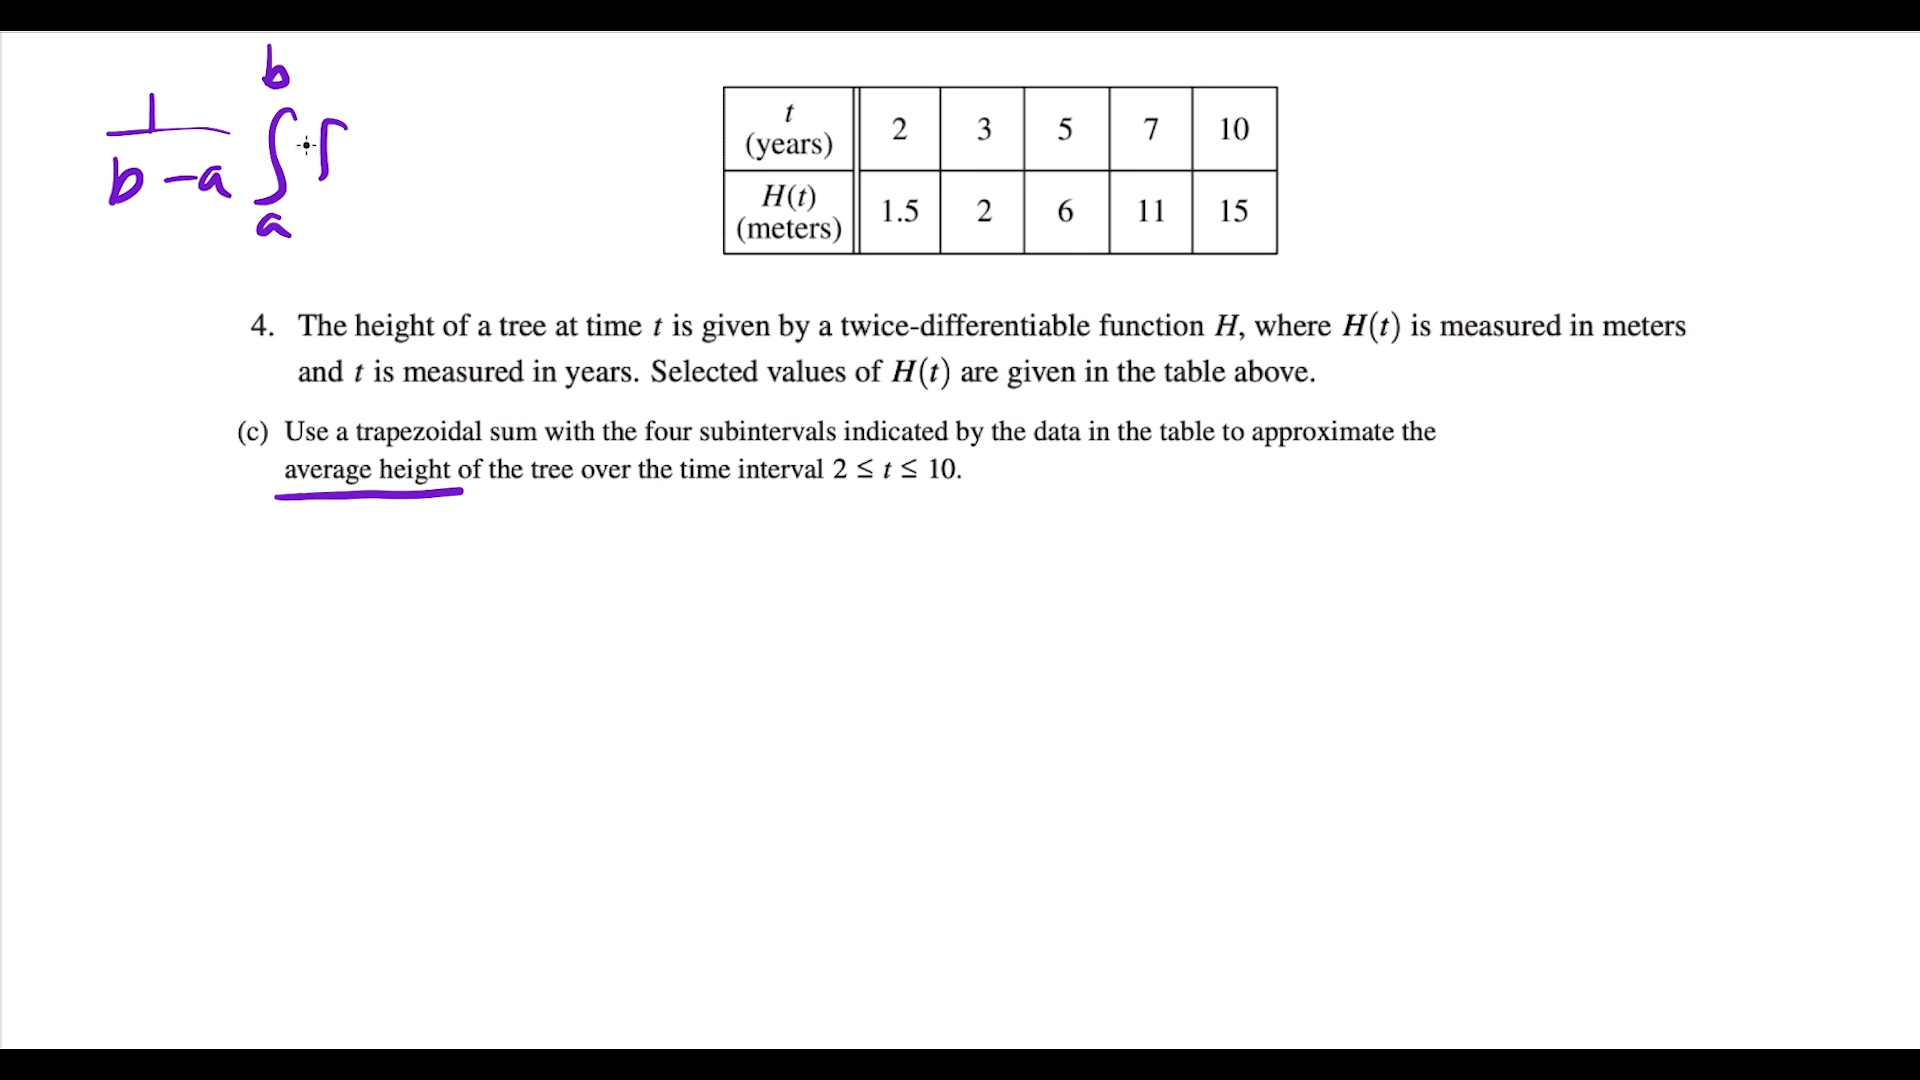 b
1
b-a ∫ f
a
t
(years) 2 3 5 7 10
H(t)
(meters) 1.5 2 6 11 15
4. The height of a tree at time t is given by a twice-differentiable function H, where H(t) is measured in meters
and t is measured in years. Selected values of H(t) are given in the table above.
(c) Use a trapezoidal sum with the four subintervals indicated by the data in the table to approximate the
average height of the tree over the time interval 2 ≤ t ≤ 10.